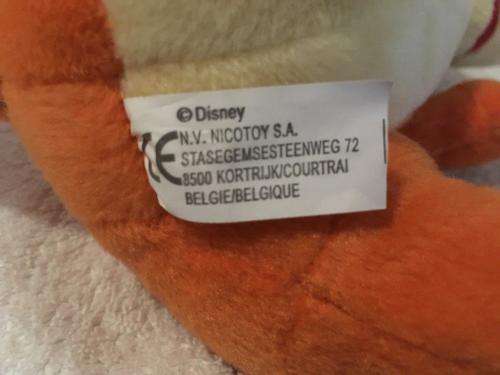 © Disney
CE N.V. NICOTOY S.A.
STASEGEMSESTEENWEG 72
8500 KORTRIJK/COURTRAI
BELGIE/BELGIQUE